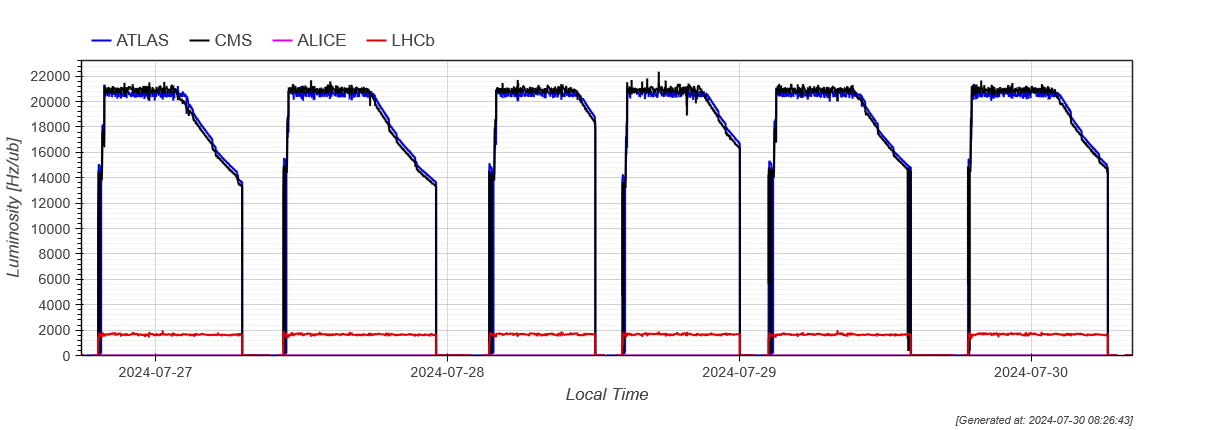 ATLAS CMS ALICE LHCb
Luminosity [Hz/ub]
22000
20000
18000
16000
14000
12000
10000
8000
6000
4000
2000
0
2024-07-27 2024-07-28 2024-07-29 2024-07-30
Local Time
[Generated at: 2024-07-30 08:26:43]